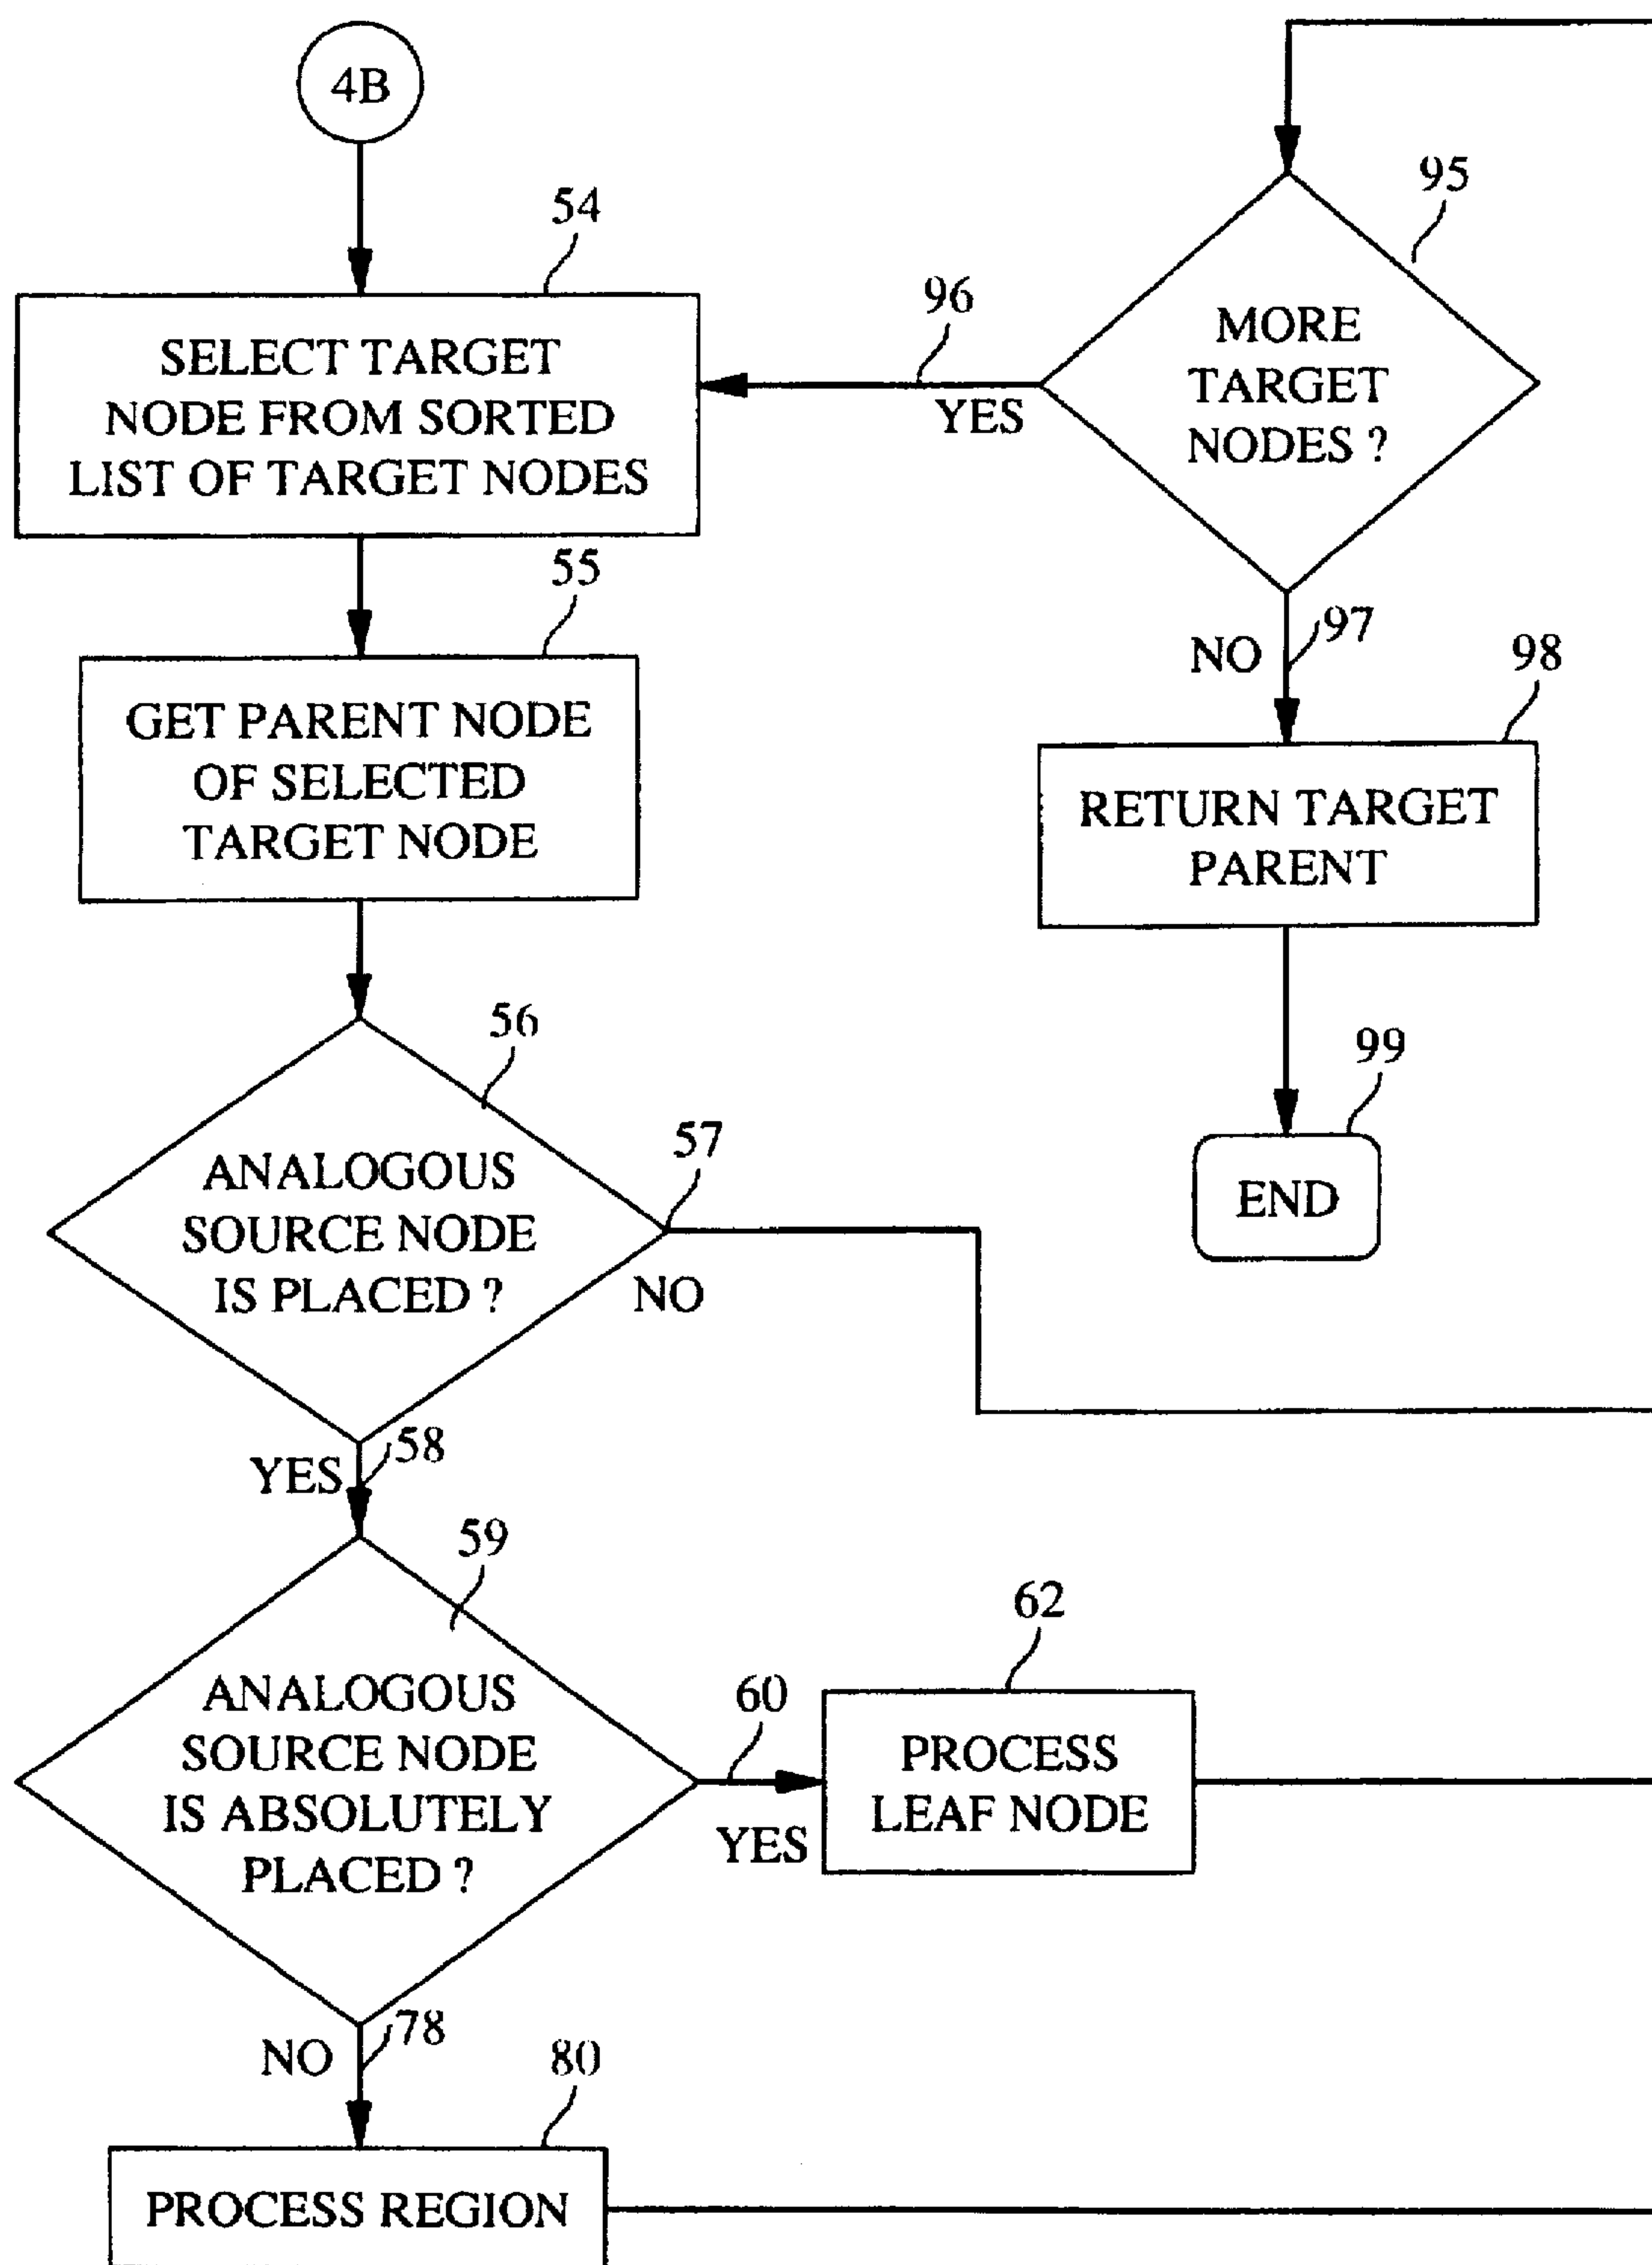 4B
54
SELECT TARGET
NODE FROM SORTED
LIST OF TARGET NODES
55
GET PARENT NODE
OF SELECTED
TARGET NODE
56
ANALOGOUS
SOURCE NODE
IS PLACED ?
57
NO
YES
58
59
ANALOGOUS
SOURCE NODE
IS ABSOLUTELY
PLACED ?
60
YES
62
PROCESS
LEAF NODE
NO
78
80
PROCESS REGION
95
MORE
TARGET
NODES ?
96
YES
NO
97
98
RETURN TARGET
PARENT
99
END